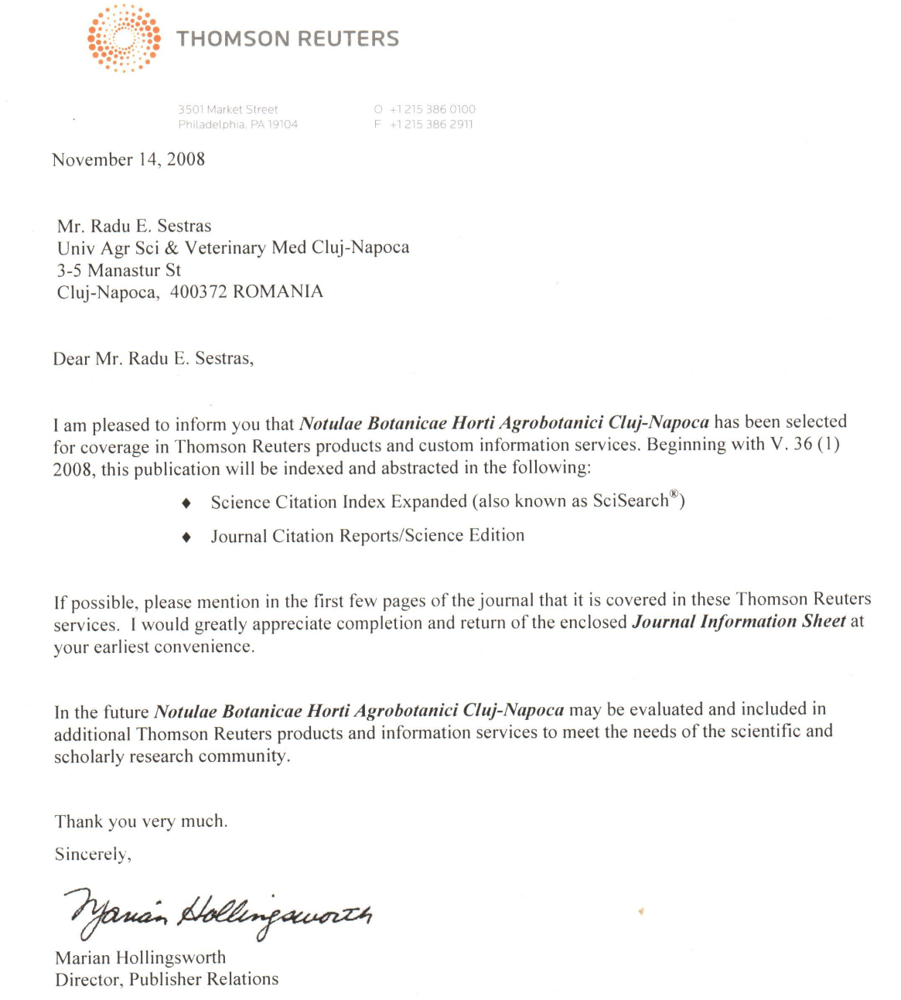 THOMSON REUTERS
3501 Market Street O +1 215 386 0100
Philadelphia, PA 19104 F +1 215 386 2911
November 14, 2008
Mr. Radu E. Sestras
Univ Agr Sci & Veterinary Med Cluj-Napoca
3-5 Manastur St
Cluj-Napoca, 400372 ROMANIA
Dear Mr. Radu E. Sestras,
I am pleased to inform you that Notulae Botanicae Horti Agrobotanici Cluj-Napoca has been selected
for coverage in Thomson Reuters products and custom information services. Beginning with V. 36 (1)
2008, this publication will be indexed and abstracted in the following:
♦ Science Citation Index Expanded (also known as SciSearch®)
♦ Journal Citation Reports/Science Edition
If possible, please mention in the first few pages of the journal that it is covered in these Thomson Reuters
services. I would greatly appreciate completion and return of the enclosed Journal Information Sheet at
your earliest convenience.
In the future Notulae Botanicae Horti Agrobotanici Cluj-Napoca may be evaluated and included in
additional Thomson Reuters products and information services to meet the needs of the scientific and
scholarly research community.
Thank you very much.
Sincerely,
Marian Hollingsworth
Marian Hollingsworth
Director, Publisher Relations